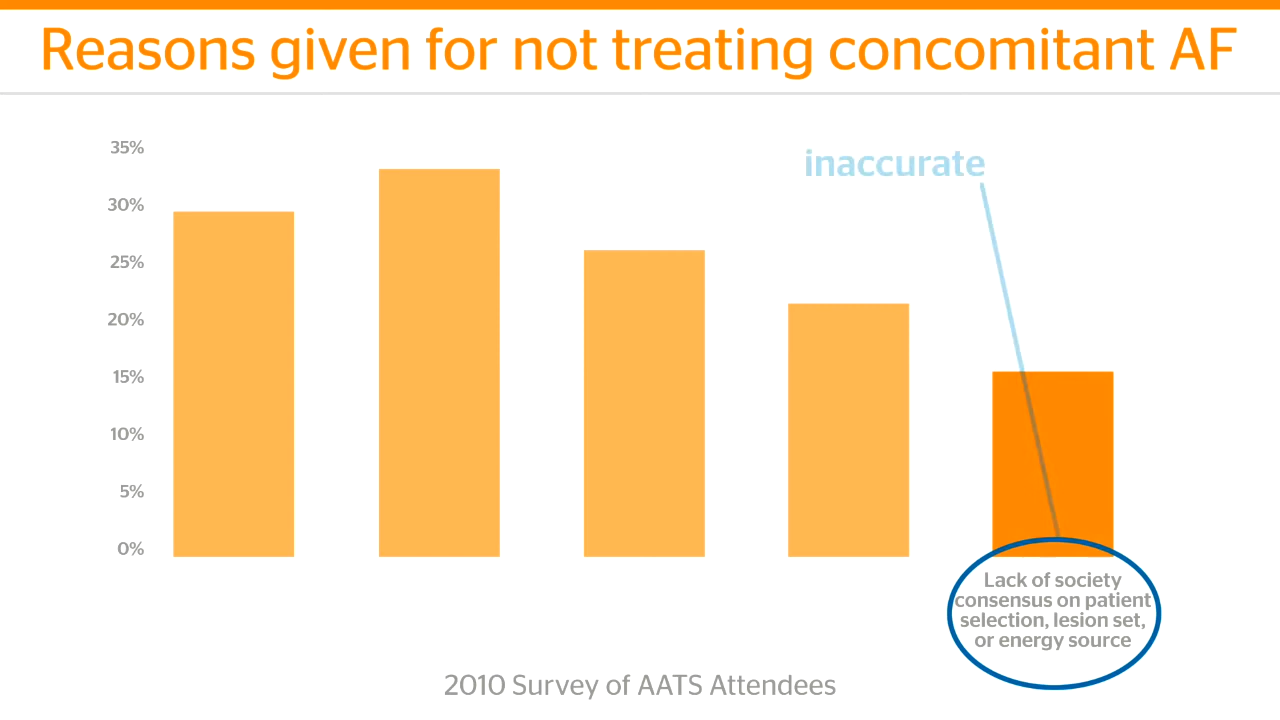 Reasons given for not treating concomitant AF
35%
30%
25%
20%
15%
10%
5%
0%
inaccurate
Lack of society
consensus on patient
selection, lesion set,
or energy source
2010 Survey of AATS Attendees